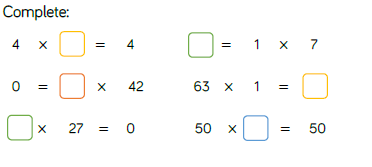 Complete:
4 × = 4
= 1 × 7
0 = × 42
63 × 1 =
× 27 = 0
50 × = 50